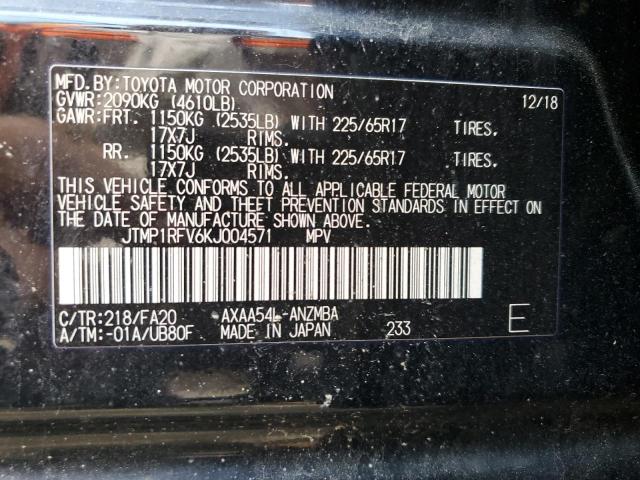 MFD.BY:TOYOTA MOTOR CORPORATION
GVWR:2090KG (4610LB) 12/18
GAWR:FRT. 1150KG (2535LB) WITH 225/65R17 TIRES.
17X7J RIMS.
RR. 1150KG (2535LB) WITH 225/65R17 TIRES.
17X7J RIMS.
THIS VEHICLE CONFORMS TO ALL APPLICABLE FEDERAL MOTOR
VEHICLE SAFETY AND THEFT PREVENTION STANDARDS IN EFFECT ON
THE DATE OF MANUFACTURE SHOWN ABOVE.
JTMP1RFV6KJ004571 MPV
C/TR:218/FA20 AXAA54L-ANZMBA
A/TM:-01A/UB80F MADE IN JAPAN 233 E